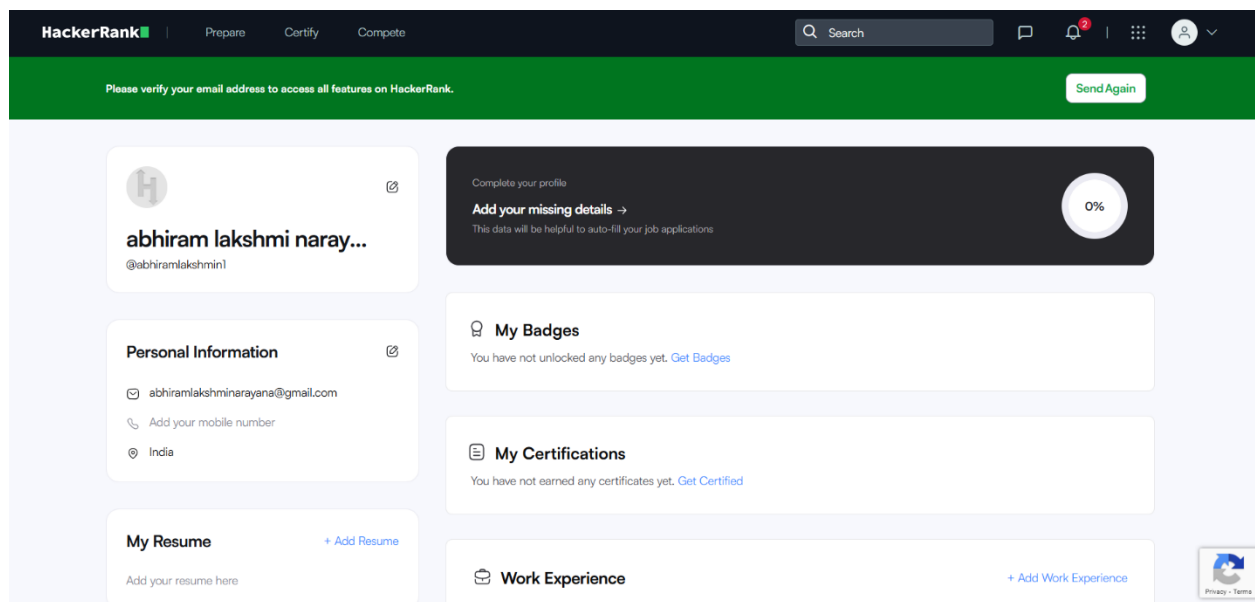 HackerRank
Prepare
Certify
Compete
Search
2
Please verify your email address to access all features on HackerRank.
Send Again
H
abhiram lakshmi naray...
@abhiramlakshmin1
Complete your profile
Add your missing details →
This data will be helpful to auto-fill your job applications
0%
Personal Information
abhiramlakshminarayana@gmail.com
Add your mobile number
India
My Badges
You have not unlocked any badges yet. Get Badges
My Certifications
You have not earned any certificates yet. Get Certified
My Resume
+ Add Resume
Add your resume here
Work Experience
+ Add Work Experience
Privacy - Terms